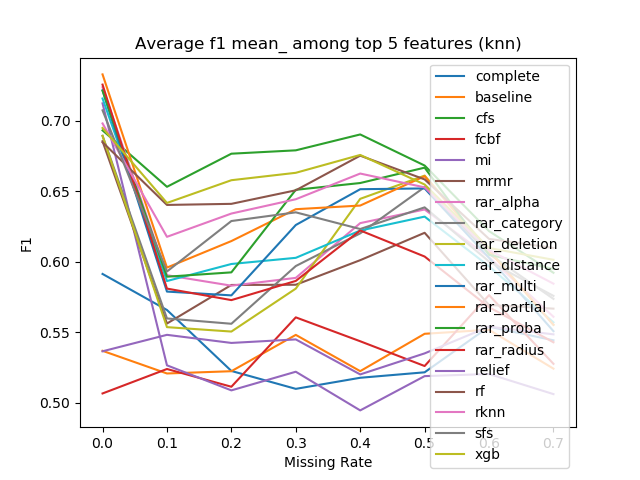 Average f1 mean_ among top 5 features (knn)
F1
0.70
0.65
0.60
0.55
0.50
0.0 0.1 0.2 0.3 0.4 0.5 0.6 0.7
Missing Rate
complete
baseline
cfs
fcbf
mi
mrmr
rar_alpha
rar_category
rar_deletion
rar_distance
rar_multi
rar_partial
rar_proba
rar_radius
relief
rf
rknn
sfs
xgb